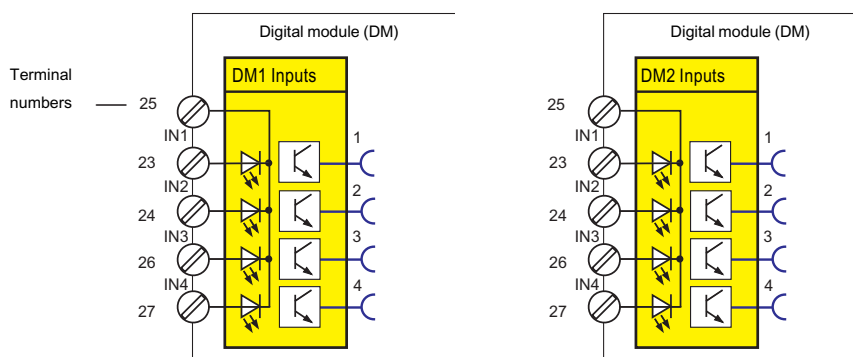 Digital module (DM)
DM1 Inputs
Terminal
numbers
25
IN1
1
23
IN2
2
24
IN3
3
26
IN4
4
27
Digital module (DM)
DM2 Inputs
25
IN1
1
23
IN2
2
24
IN3
3
26
IN4
4
27